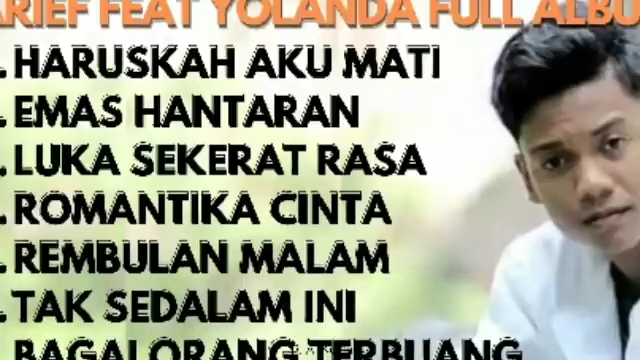 ARIEF FEAT YOLANDA FULL ALBU
. HARUSKAH AKU MATI
. EMAS HANTARAN
. LUKA SEKERAT RASA
. ROMANTIKA CINTA
. REMBULAN MALAM
. TAK SEDALAM INI
. BAGAI ORANG TERBUANG